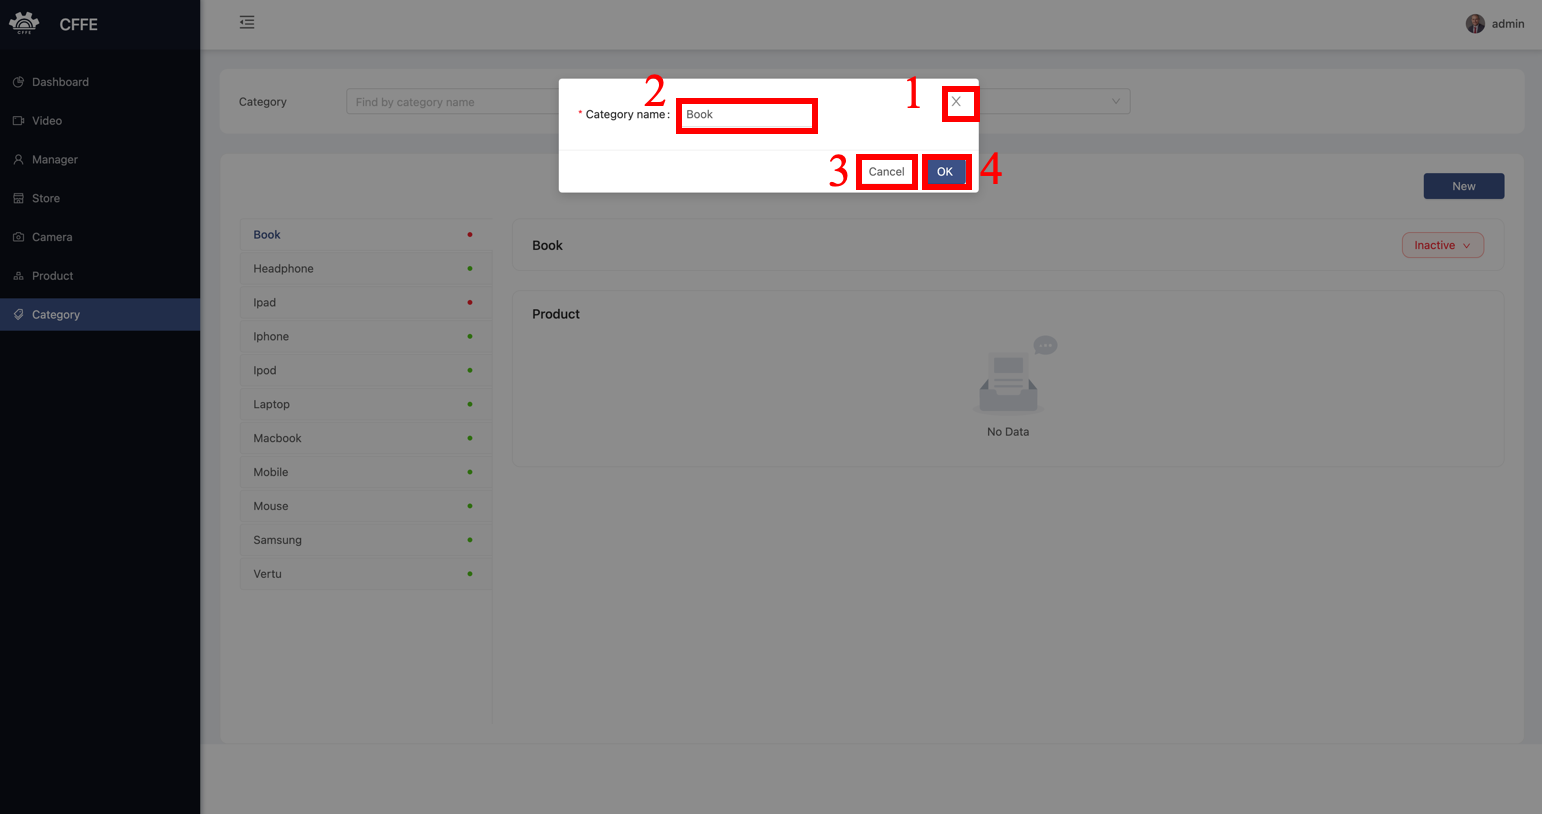 CFFE
CFFE
admin
Dashboard
Video
Manager
Store
Camera
Product
Category
Category
Find by category name
1
2
* Category name:
Book
3
Cancel
OK
4
New
Book
Headphone
Ipad
Iphone
Ipod
Laptop
Macbook
Mobile
Mouse
Samsung
Vertu
Book
Inactive
Product
No Data